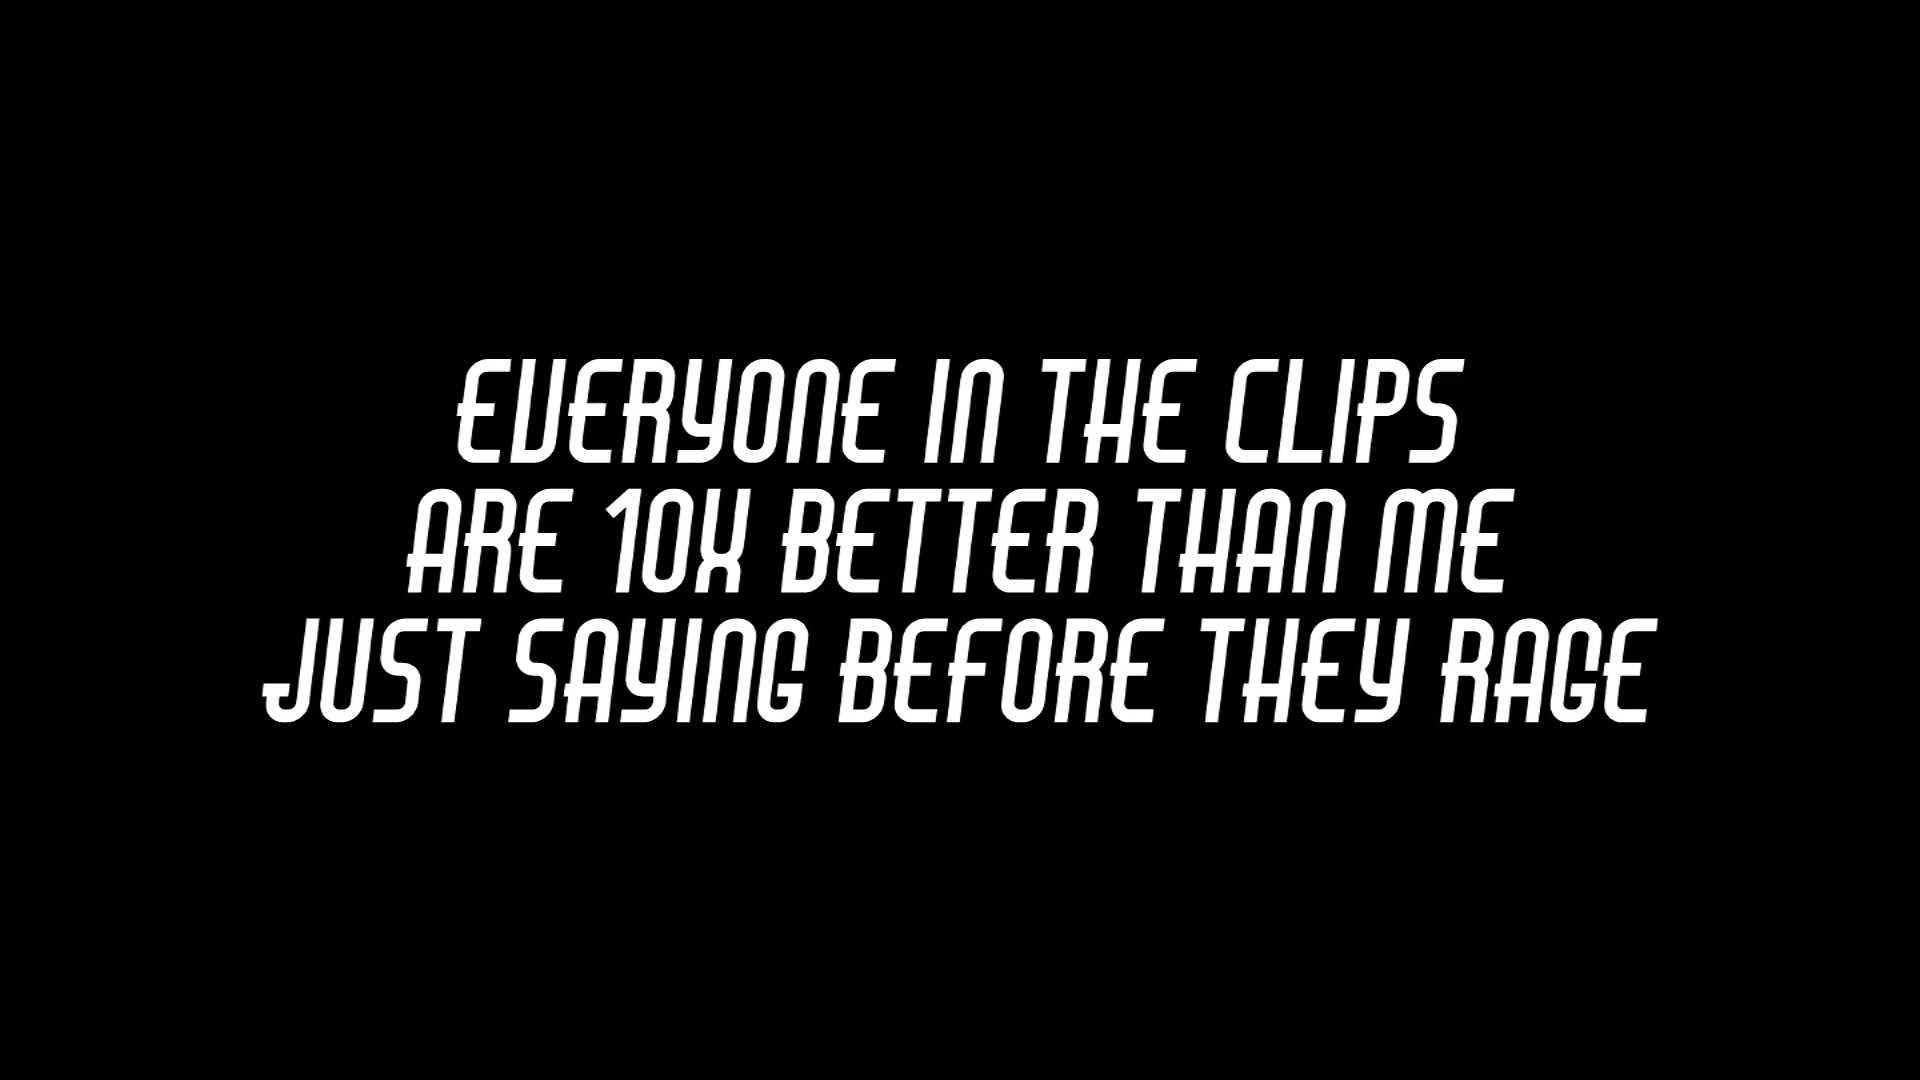 EVERYONE IN THE CLIPS
ARE 10X BETTER THAN ME
JUST SAYING BEFORE THEY RAGE